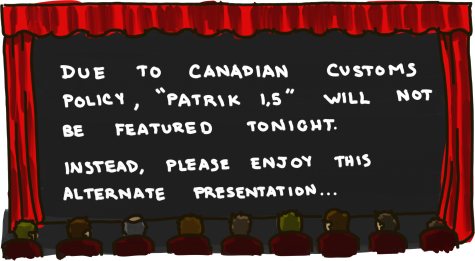 DUE TO CANADIAN CUSTOMS
POLICY, "PATRIK 1,5" WILL NOT
BE FEATURED TONIGHT.
INSTEAD, PLEASE ENJOY THIS
ALTERNATE PRESENTATION...